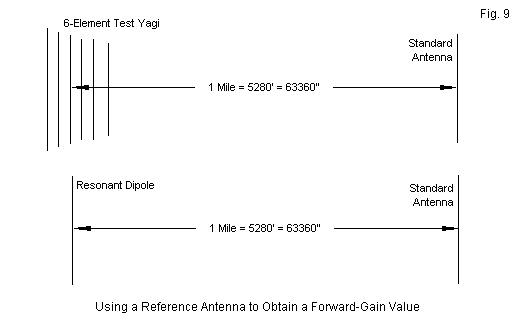 Fig. 9
6-Element Test Yagi
Standard
Antenna
1 Mile = 5280' = 63360"
Resonant Dipole
Standard
Antenna
1 Mile = 5280' = 63360"
Using a Reference Antenna to Obtain a Forward-Gain Value